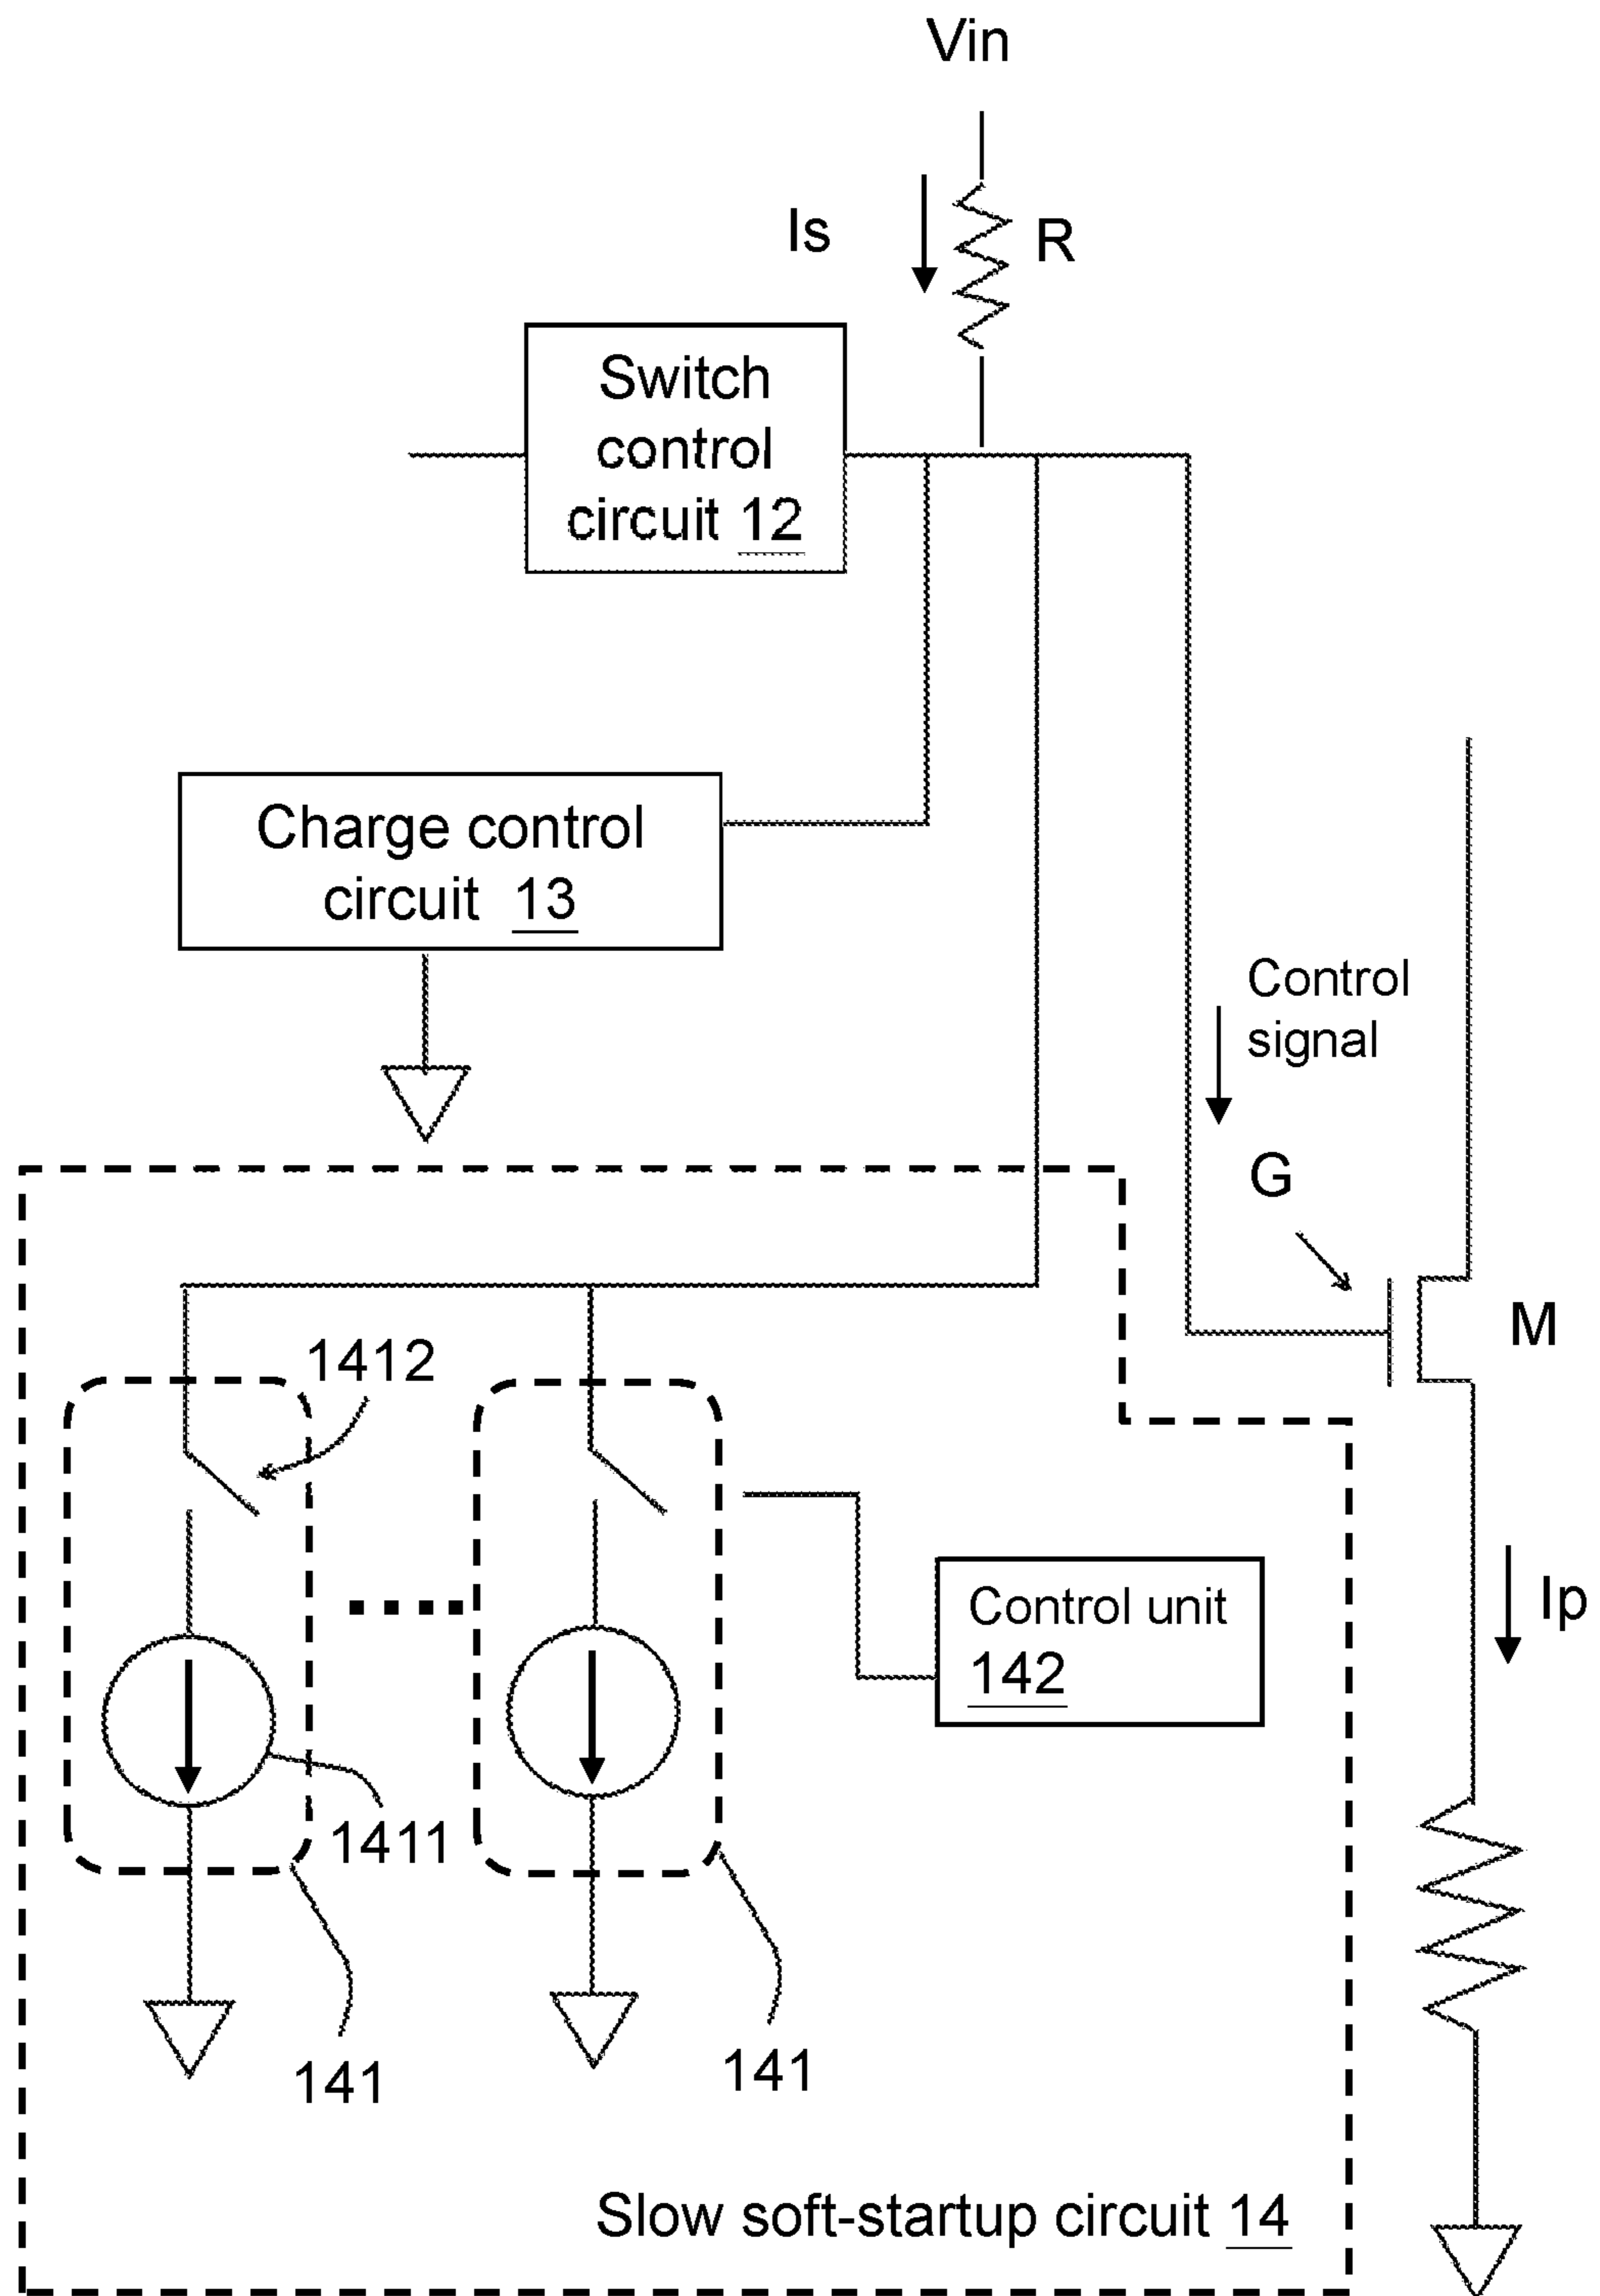 Vin
Is
R
Switch
control
circuit 12
Charge control
circuit 13
Control
signal
G
M
1412
Control unit
142
Ip
1411
141
141
Slow soft-startup circuit 14